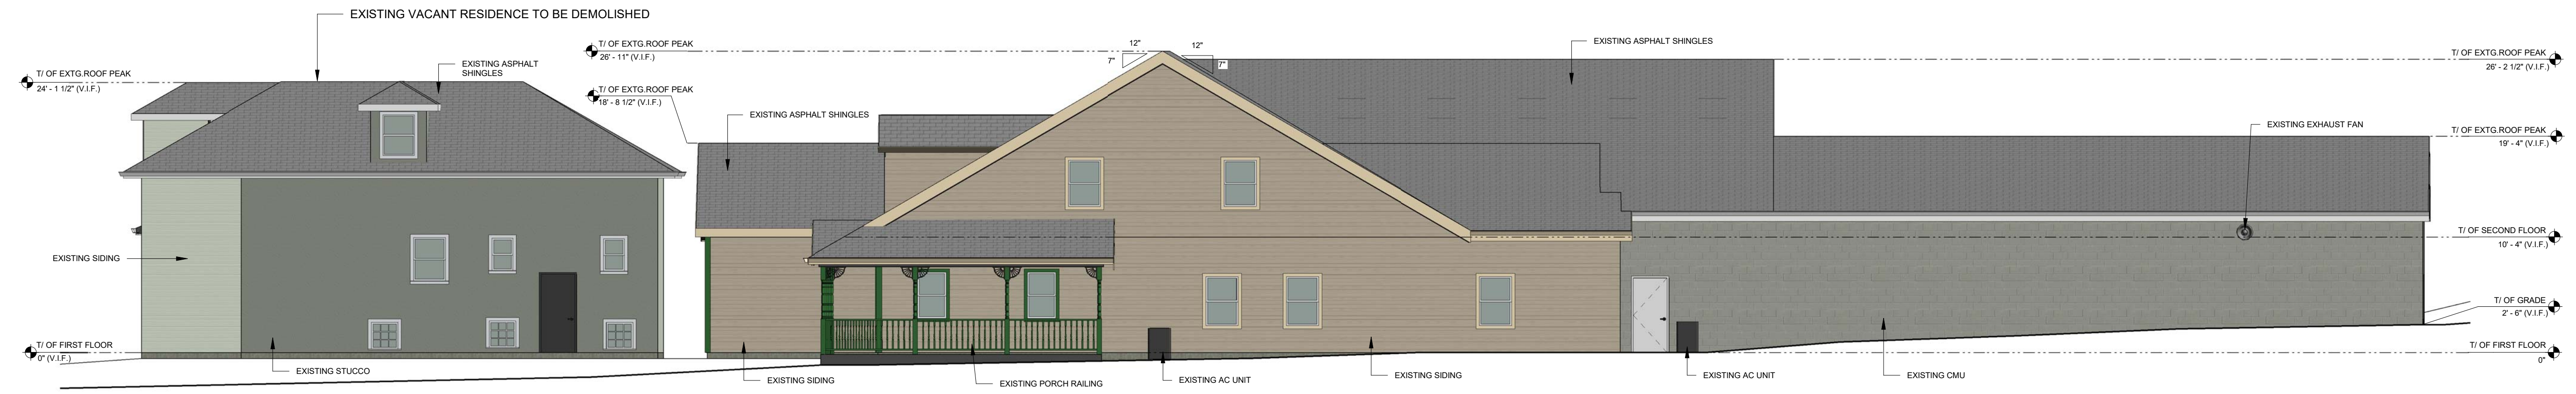 EXISTING VACANT RESIDENCE TO BE DEMOLISHED
T/ OF EXTG.ROOF PEAK
24' - 1 1/2" (V.I.F.)
EXISTING ASPHALT
SHINGLES
T/ OF EXTG.ROOF PEAK
26' - 11" (V.I.F.)
T/ OF EXTG.ROOF PEAK
18' - 8 1/2" (V.I.F.)
EXISTING ASPHALT SHINGLES
12"
7"
12"
7"
EXISTING ASPHALT SHINGLES
T/ OF EXTG.ROOF PEAK
26' - 2 1/2" (V.I.F.)
EXISTING EXHAUST FAN
T/ OF EXTG.ROOF PEAK
19' - 4" (V.I.F.)
T/ OF SECOND FLOOR
10' - 4" (V.I.F.)
EXISTING SIDING
T/ OF GRADE
2' - 6" (V.I.F.)
T/ OF FIRST FLOOR
0" (V.I.F.)
T/ OF FIRST FLOOR
0"
EXISTING STUCCO
EXISTING SIDING
EXISTING PORCH RAILING
EXISTING AC UNIT
EXISTING SIDING
EXISTING AC UNIT
EXISTING CMU